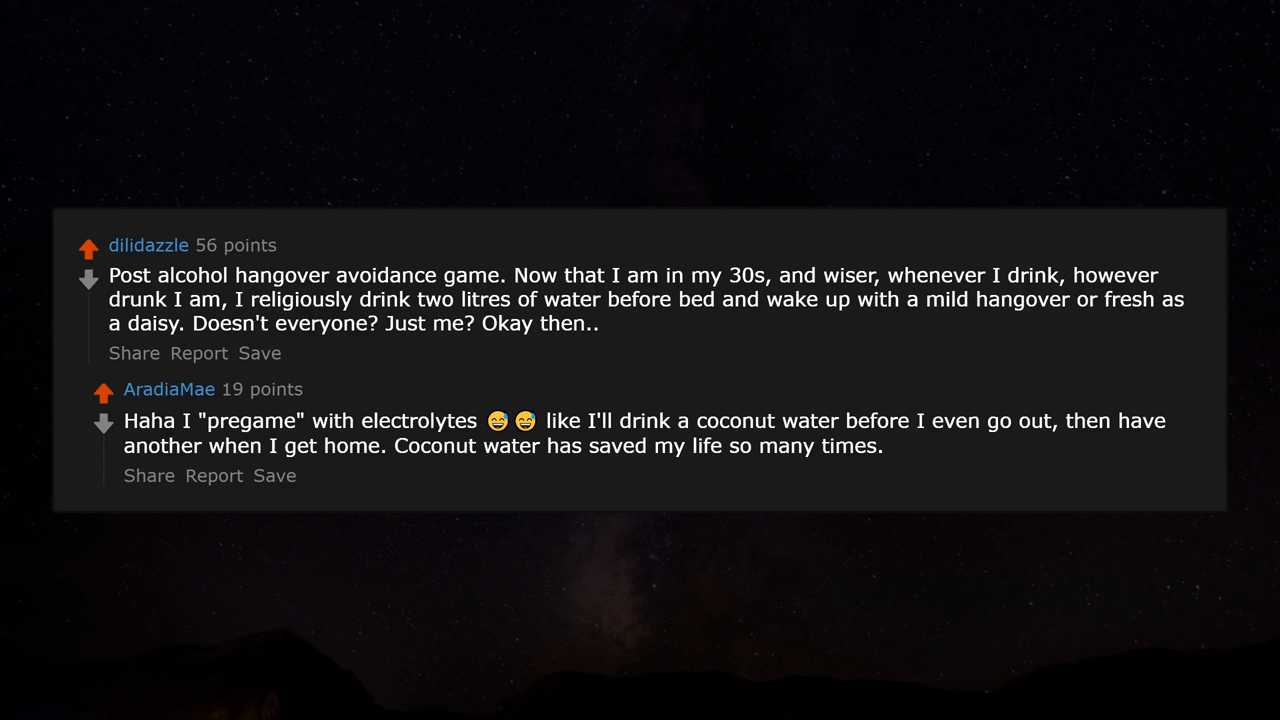 dilidazzle 56 points
Post alcohol hangover avoidance game. Now that I am in my 30s, and wiser, whenever I drink, however
drunk I am, I religiously drink two litres of water before bed and wake up with a mild hangover or fresh as
a daisy. Doesn't everyone? Just me? Okay then..
Share Report Save
AradiaMae 19 points
Haha I "pregame" with electrolytes 😅😅 like I'll drink a coconut water before I even go out, then have
another when I get home. Coconut water has saved my life so many times.
Share Report Save